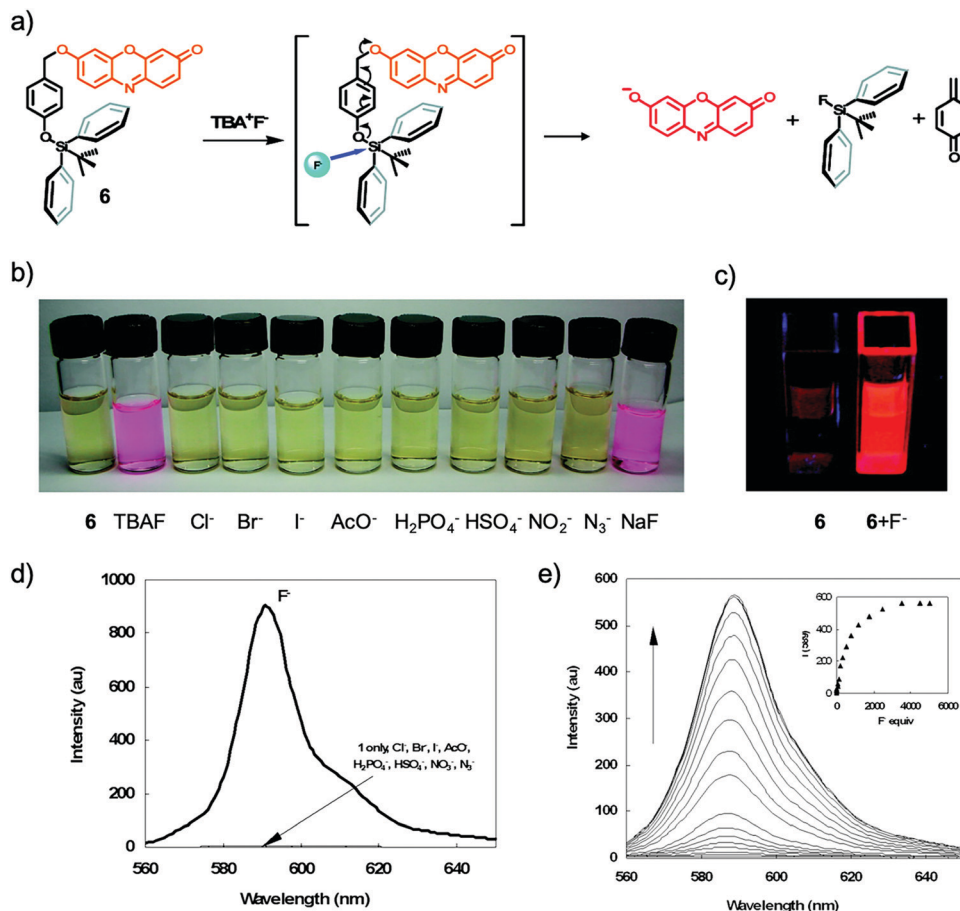 a)
O
O
O
N
O
Si
6
TBA⁺F⁻
O
O
O
N
O
Si
F
⁻O
O
O
N
+
F
Si
+
O
b)
6 TBAF Cl⁻ Br⁻ I⁻ AcO⁻ H₂PO₄⁻ HSO₄⁻ NO₂⁻ N₃⁻ NaF
c)
6 6+F⁻
d)
1000
800
600
400
200
0
Intensity (au)
F⁻
1 only, Cl⁻, Br⁻, I⁻, AcO⁻,
H₂PO₄⁻, HSO₄⁻, NO₃⁻, N₃⁻
560 580 600 620 640
Wavelength (nm)
e)
600
500
400
300
200
100
0
Intensity (au)
600
400
200
0
0 2000 4000 6000
F⁻ equiv
560 580 600 620 640
Wavelength (nm)